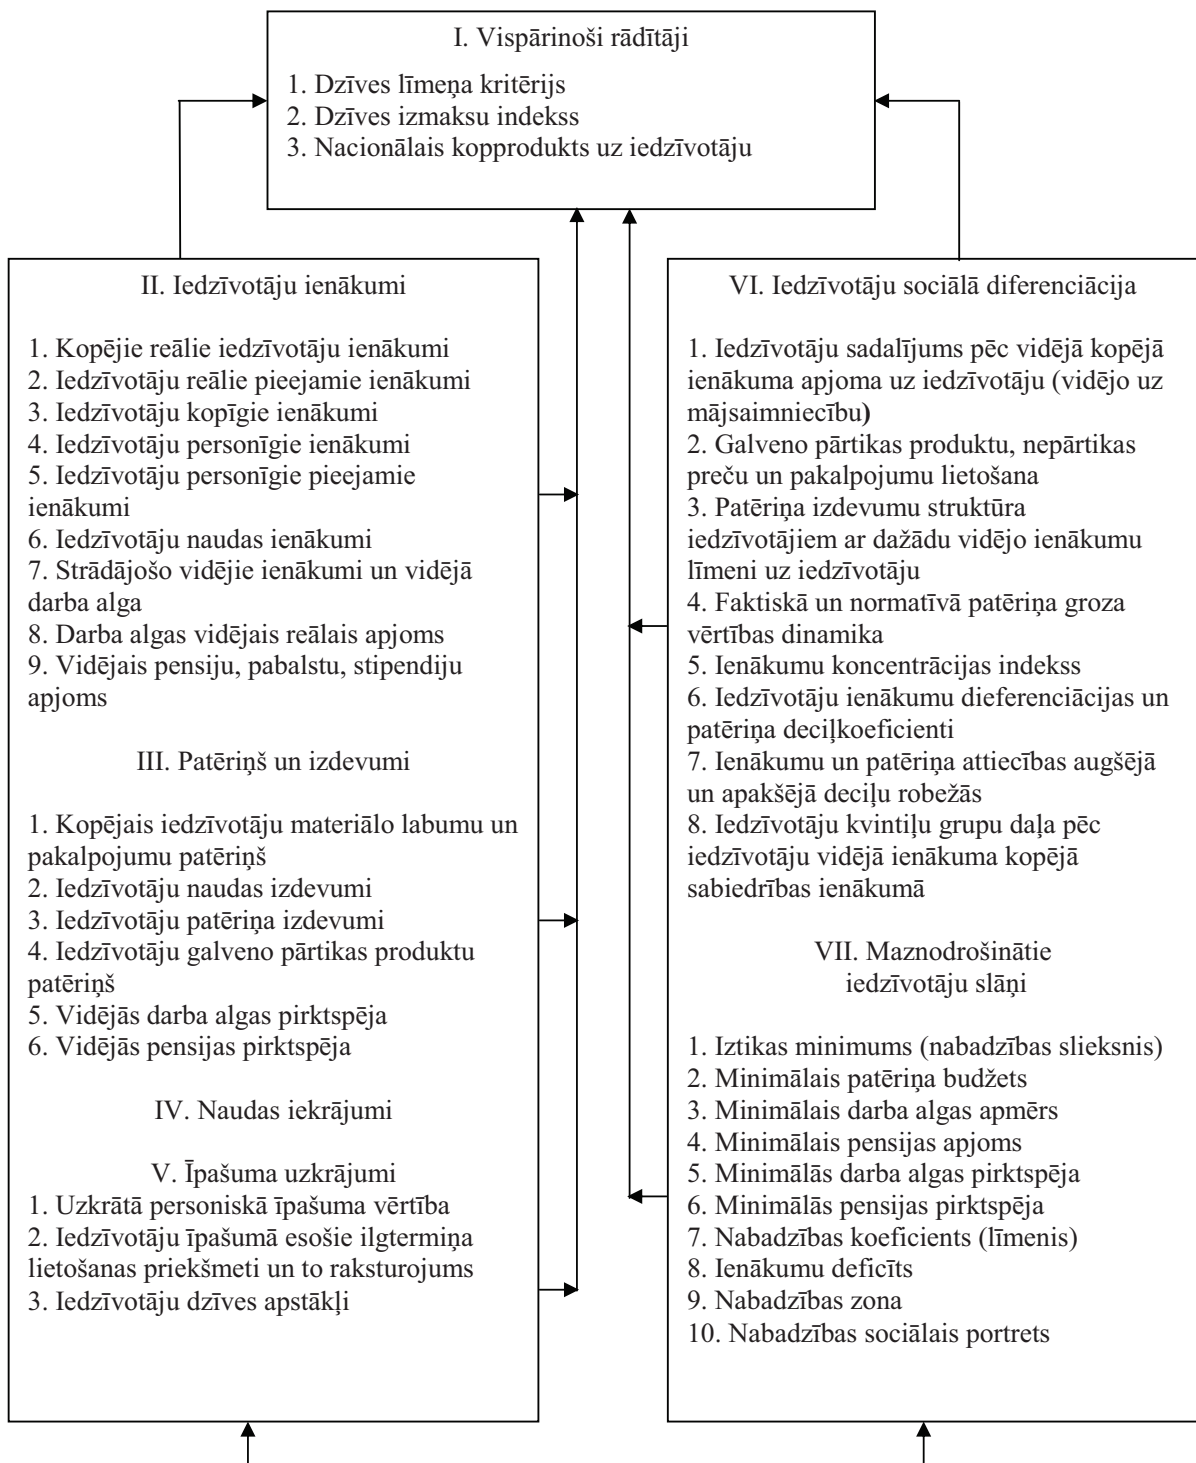 I. Vispārinoši rādītāji
1. Dzīves līmeņa kritērijs
2. Dzīves izmaksu indekss
3. Nacionālais kopprodukts uz iedzīvotāju
II. Iedzīvotāju ienākumi
1. Kopējie reālie iedzīvotāju ienākumi
2. Iedzīvotāju reālie pieejamie ienākumi
3. Iedzīvotāju kopīgie ienākumi
4. Iedzīvotāju personīgie ienākumi
5. Iedzīvotāju personīgie pieejamie
ienākumi
6. Iedzīvotāju naudas ienākumi
7. Strādājošo vidējie ienākumi un vidējā
darba alga
8. Darba algas vidējais reālais apjoms
9. Vidējais pensiju, pabalstu, stipendiju
apjoms
III. Patēriņš un izdevumi
1. Kopējais iedzīvotāju materiālo labumu un
pakalpojumu patēriņš
2. Iedzīvotāju naudas izdevumi
3. Iedzīvotāju patēriņa izdevumi
4. Iedzīvotāju galveno pārtikas produktu
patēriņš
5. Vidējās darba algas pirktspēja
6. Vidējās pensijas pirktspēja
IV. Naudas iekrājumi
V. Īpašuma uzkrājumi
1. Uzkrātā personiskā īpašuma vērtība
2. Iedzīvotāju īpašumā esošie ilgtermiņa
lietošanas priekšmeti un to raksturojums
3. Iedzīvotāju dzīves apstākļi
VI. Iedzīvotāju sociālā diferenciācija
1. Iedzīvotāju sadalījums pēc vidējā kopējā
ienākuma apjoma uz iedzīvotāju (vidējo uz
mājsaimniecību)
2. Galveno pārtikas produktu, nepārtikas
preču un pakalpojumu lietošana
3. Patēriņa izdevumu struktūra
iedzīvotājiem ar dažādu vidējo ienākumu
līmeni uz iedzīvotāju
4. Faktiskā un normatīvā patēriņa groza
vērtības dinamika
5. Ienākumu koncentrācijas indekss
6. Iedzīvotāju ienākumu dieferenciācijas un
patēriņa deciļkoeficienti
7. Ienākumu un patēriņa attiecības augšējā
un apakšējā deciļu robežās
8. Iedzīvotāju kvintiļu grupu daļa pēc
iedzīvotāju vidējā ienākuma kopējā
sabiedrības ienākumā
VII. Maznodrošinātie
iedzīvotāju slāņi
1. Iztikas minimums (nabadzības slieksnis)
2. Minimālais patēriņa budžets
3. Minimālais darba algas apmērs
4. Minimālais pensijas apjoms
5. Minimālās darba algas pirktspēja
6. Minimālās pensijas pirktspēja
7. Nabadzības koeficients (līmenis)
8. Ienākumu deficīts
9. Nabadzības zona
10. Nabadzības sociālais portrets